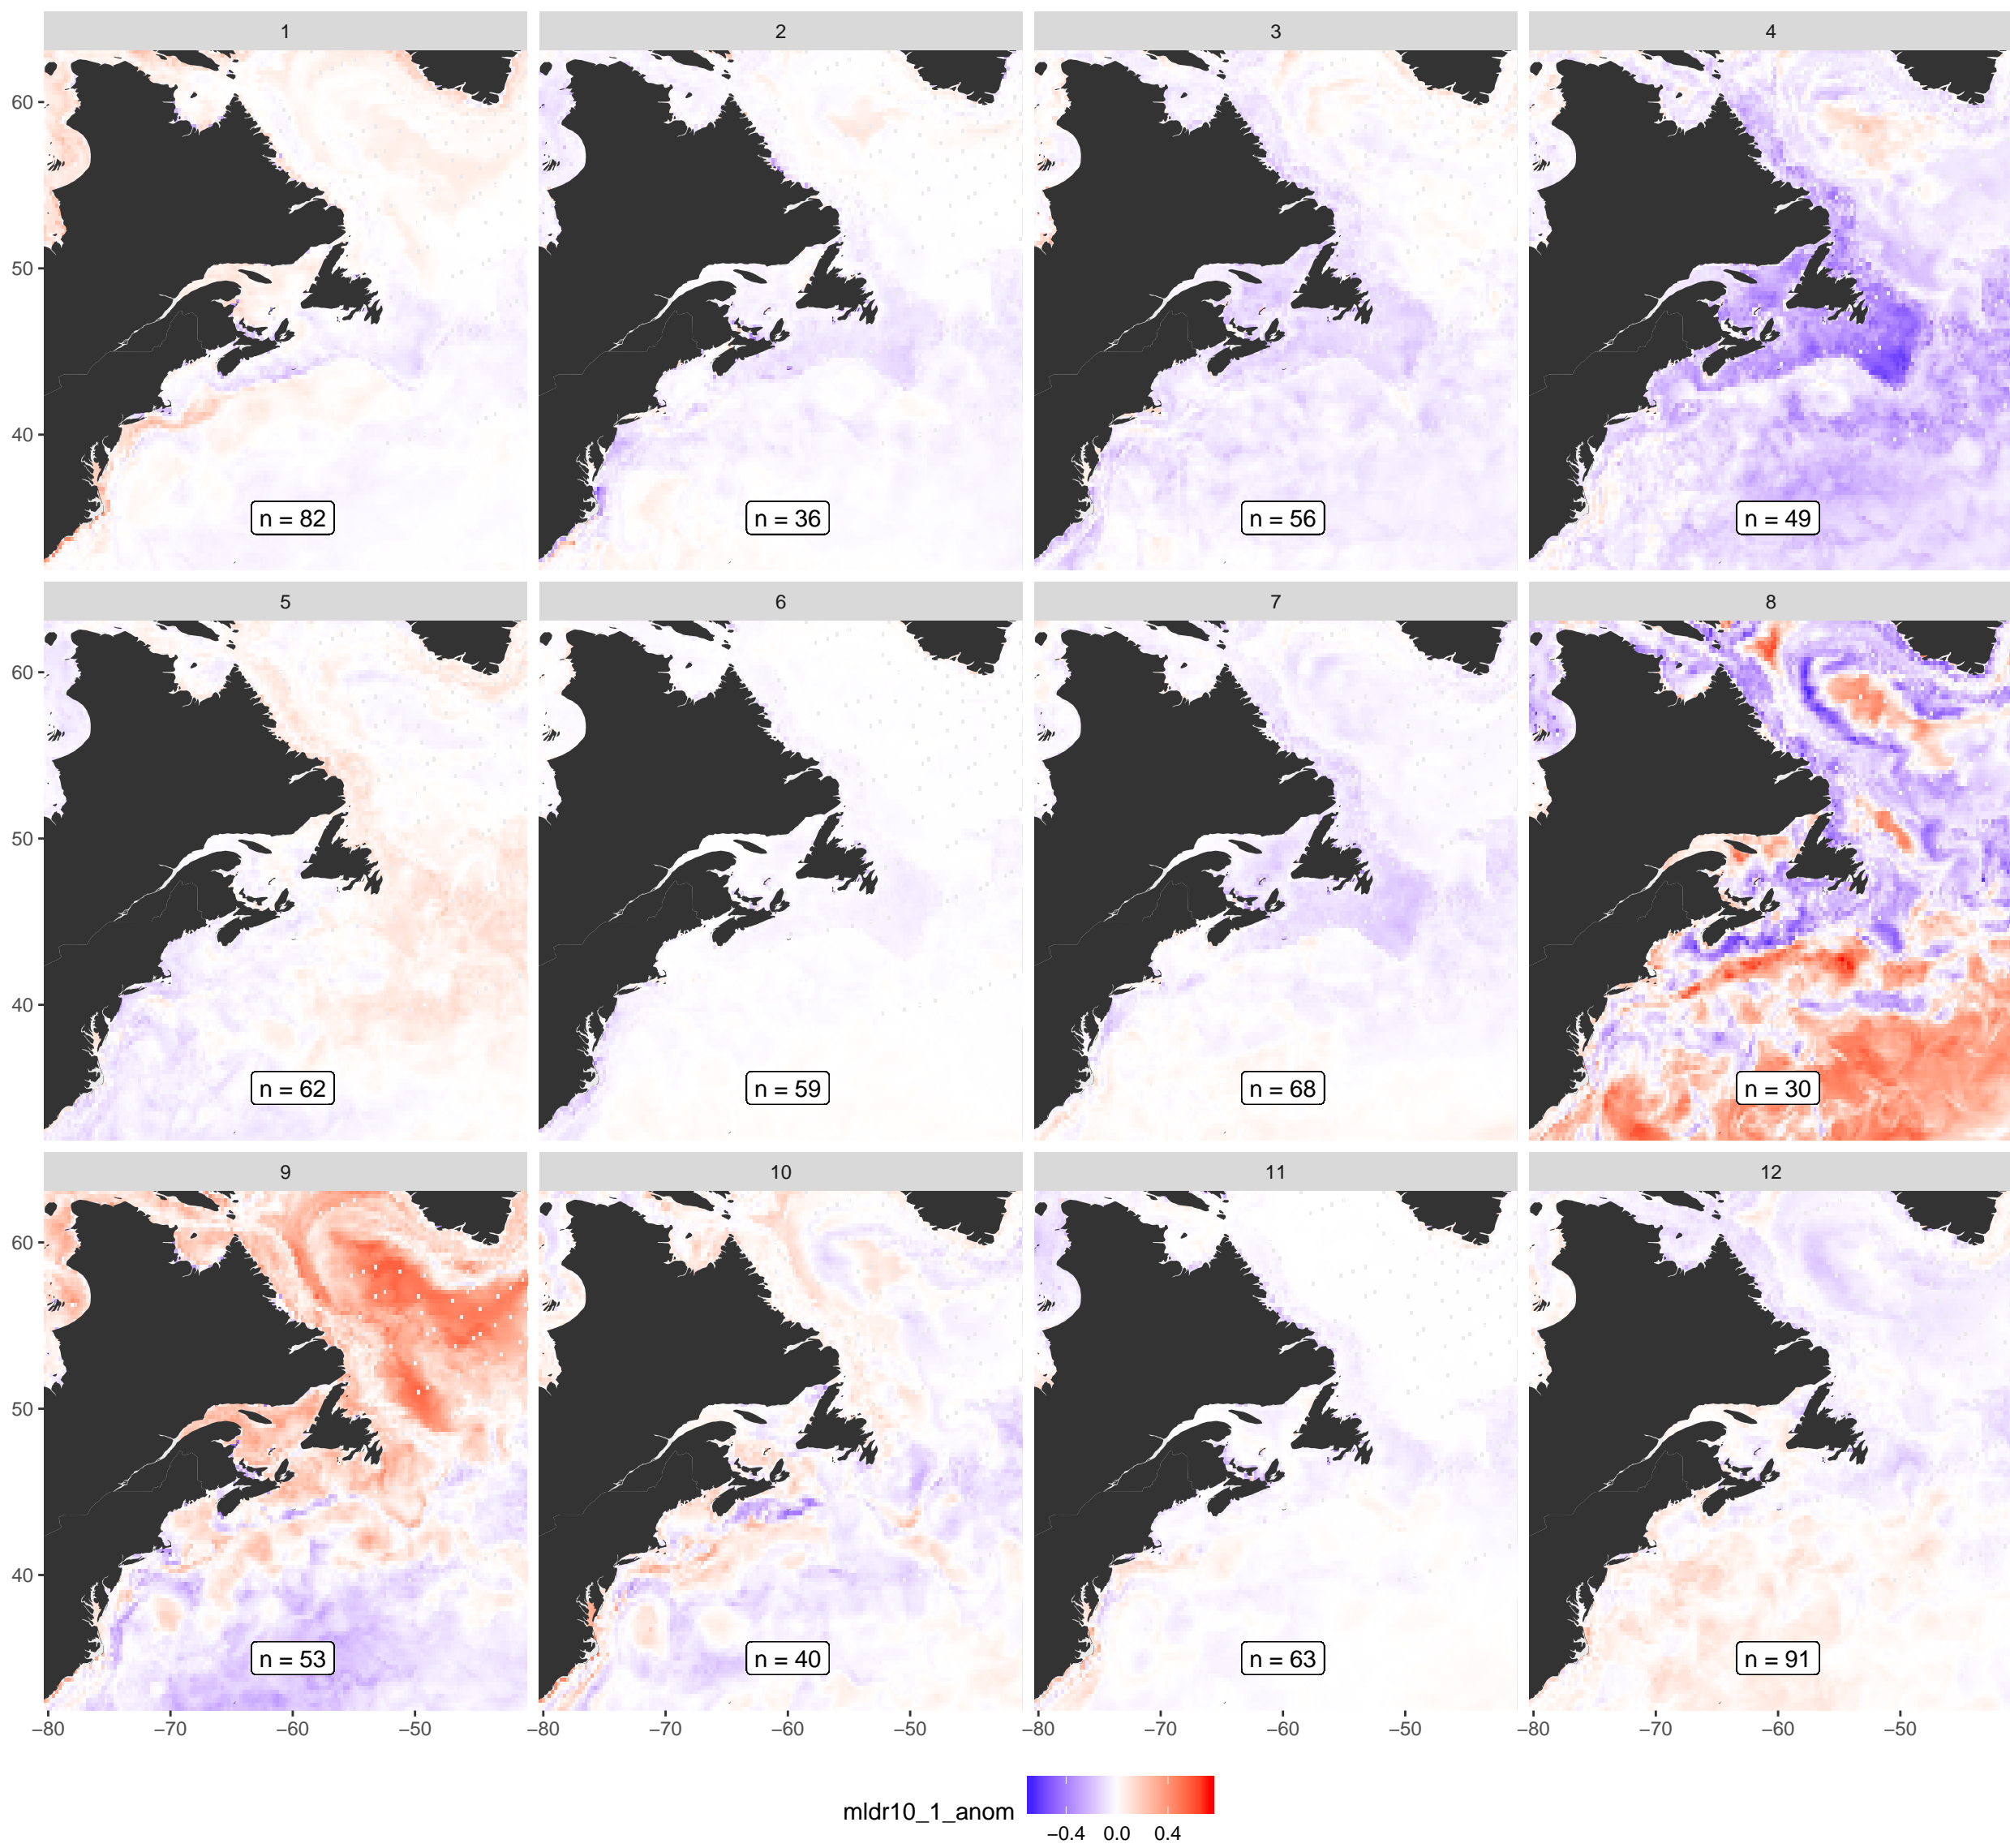 1 2 3 4
60
50
40
n = 82 n = 36 n = 56 n = 49
5 6 7 8
60
50
40
n = 62 n = 59 n = 68 n = 30
9 10 11 12
60
50
40
n = 53 n = 40 n = 63 n = 91
−80 −70 −60 −50 −80 −70 −60 −50 −80 −70 −60 −50 −80 −70 −60 −50
mldr10_1_anom
−0.4 0.0 0.4